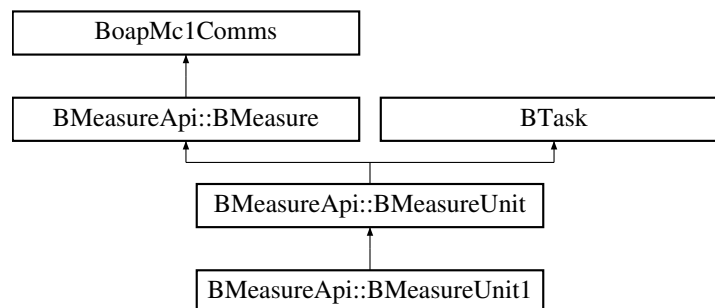 BoapMc1Comms
BMeasureApi::BMeasure
BTask
BMeasureApi::BMeasureUnit
BMeasureApi::BMeasureUnit1